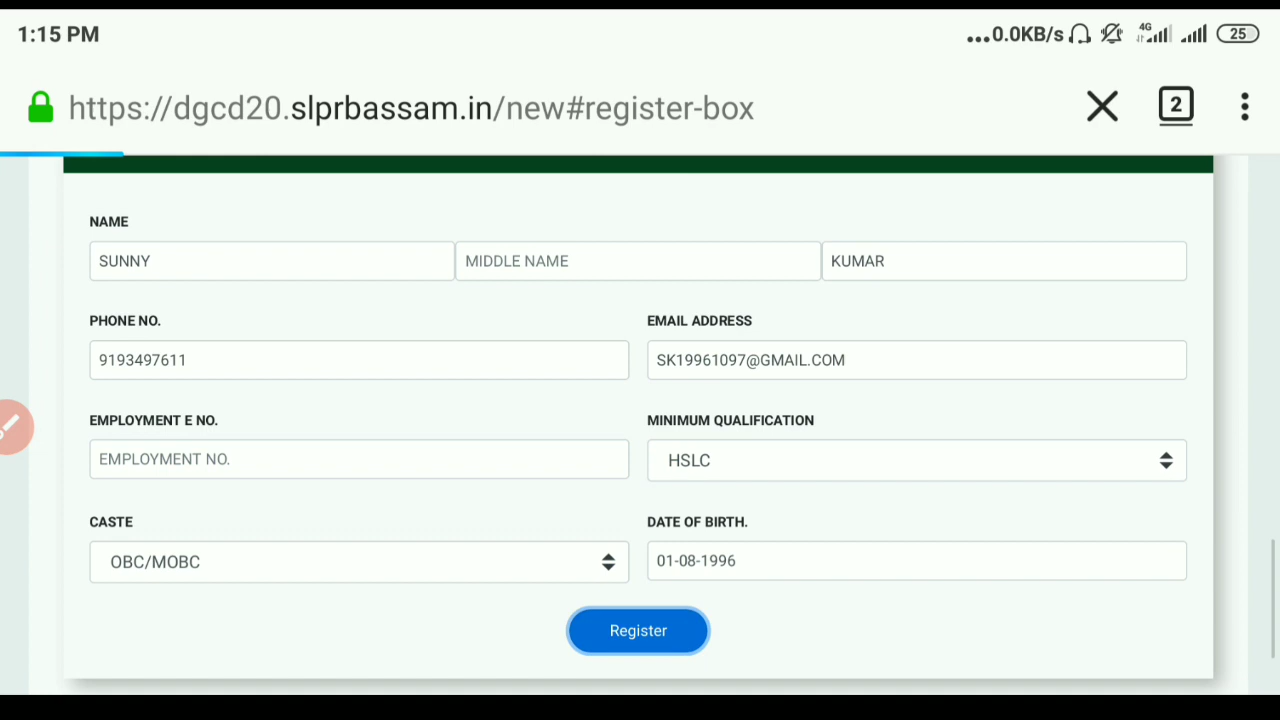 1:15 PM ...0.0KB/s 4G 25
https://dgcd20.slprbassam.in/new#register-box 2
NAME
SUNNY MIDDLE NAME KUMAR
PHONE NO. EMAIL ADDRESS
9193497611 SK19961097@GMAIL.COM
EMPLOYMENT E NO. MINIMUM QUALIFICATION
EMPLOYMENT NO. HSLC
CASTE DATE OF BIRTH.
OBC/MOBC 01-08-1996
Register